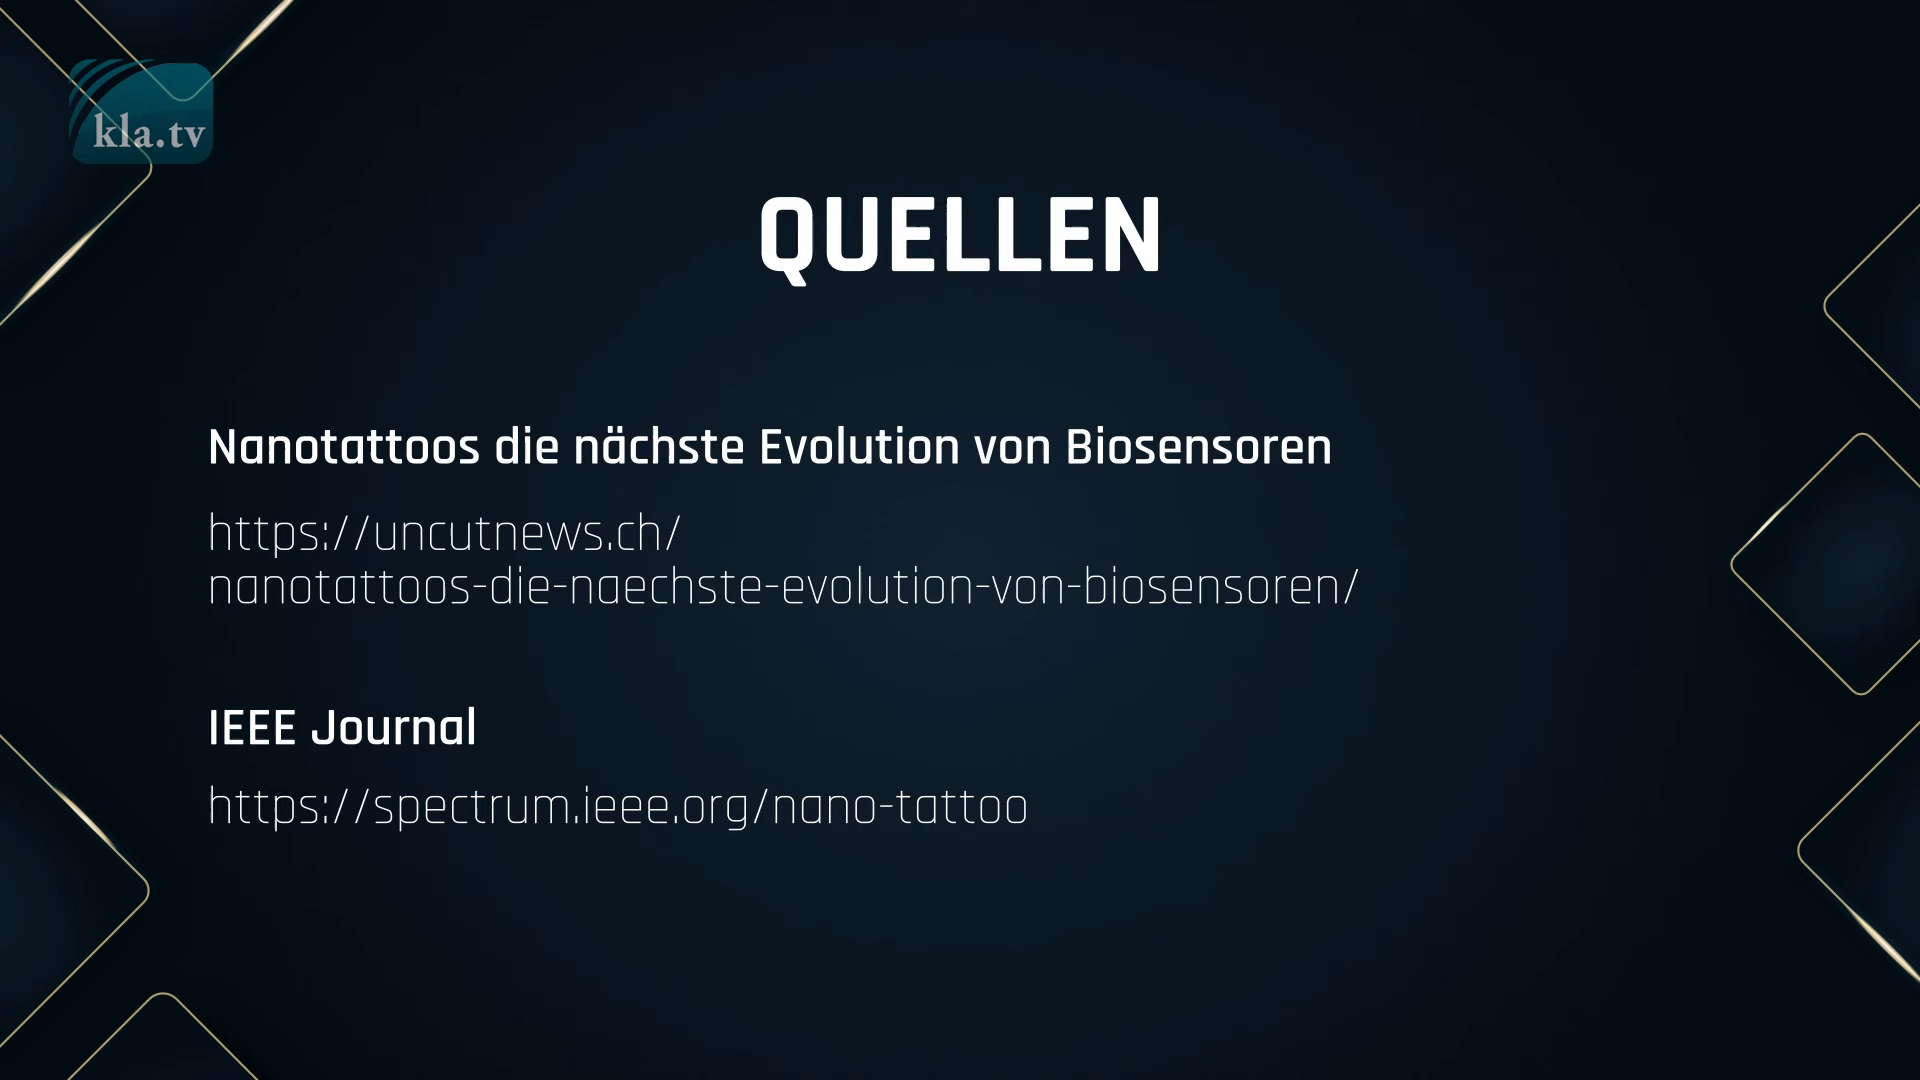 kla.tv
QUELLEN
Nanotattoos die nächste Evolution von Biosensoren
https://uncutnews.ch/
nanotattoos-die-naechste-evolution-von-biosensoren/
IEEE Journal
https://spectrum.ieee.org/nano-tattoo